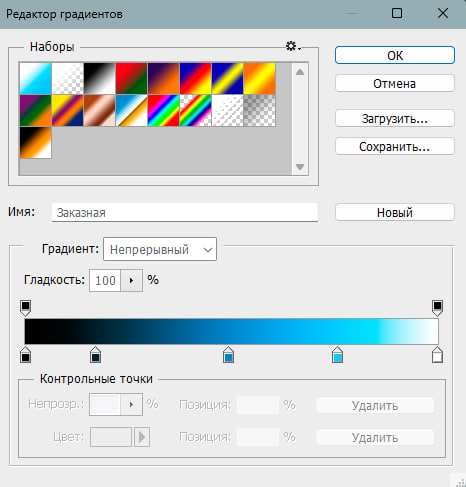 Редактор градиентов
Наборы
OK
Отмена
Загрузить...
Сохранить...
Имя: Заказная
Новый
Градиент: Непрерывный
Гладкость: 100 %
Контрольные точки
Непрозр.: %
Позиция: %
Удалить
Цвет:
Позиция: %
Удалить